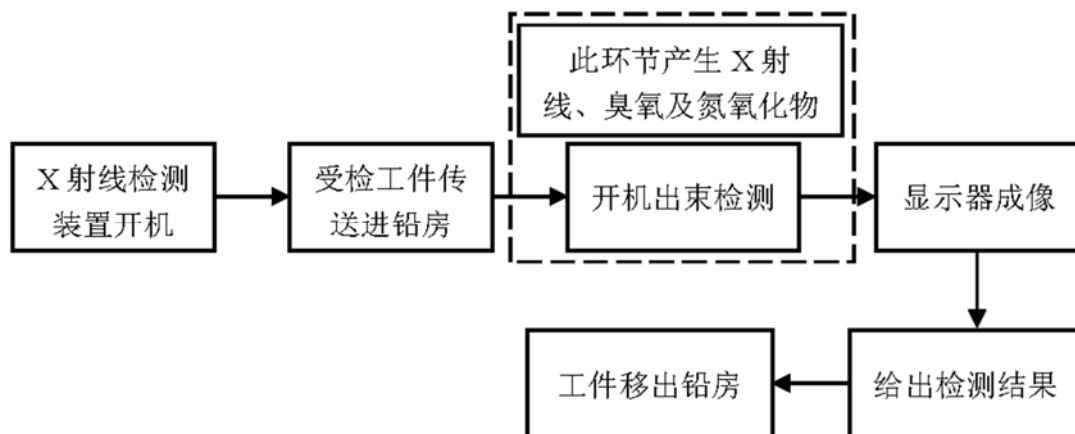 此环节产生 X 射
线、臭氧及氮氧化物
X 射线检测
装置开机
受检工件传
送进铅房
开机出束检测
显示器成像
给出检测结果
工件移出铅房